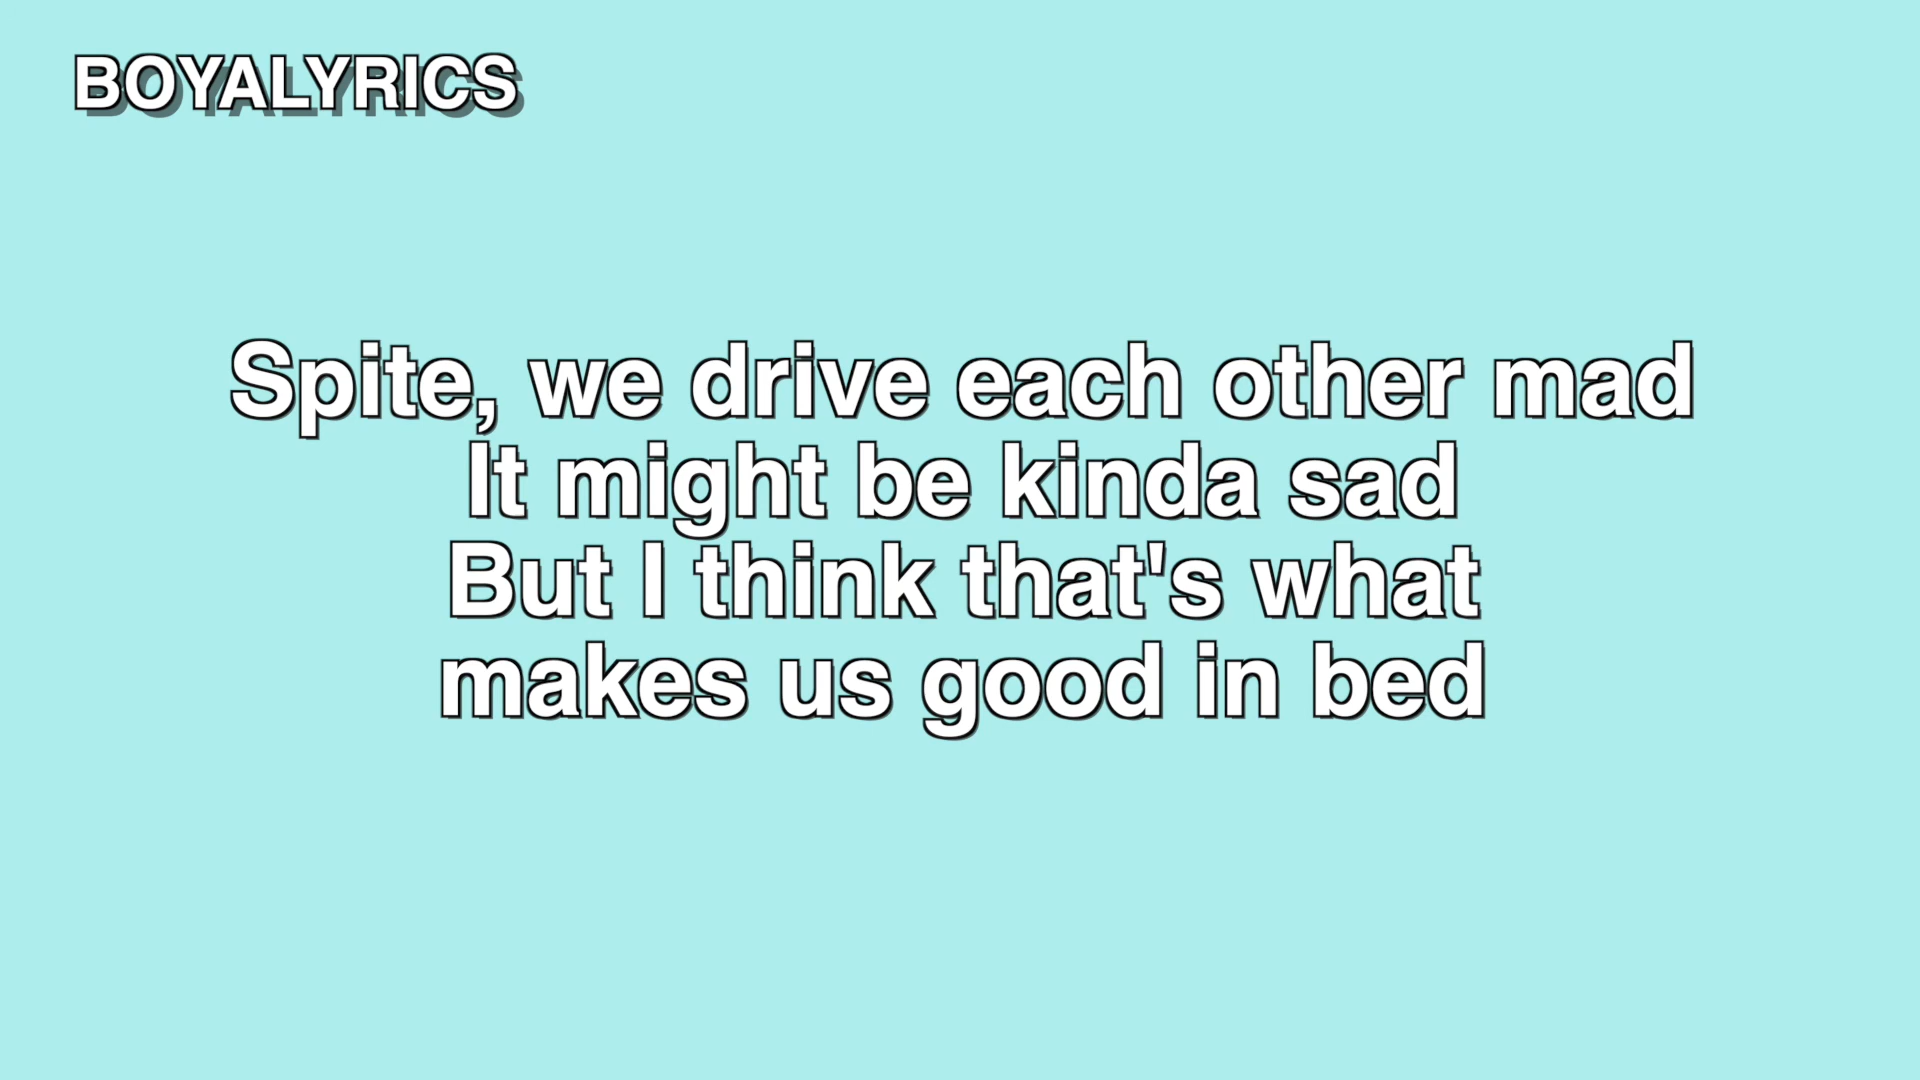 BOYALYRICS
Spite, we drive each other mad
It might be kinda sad
But I think that's what
makes us good in bed